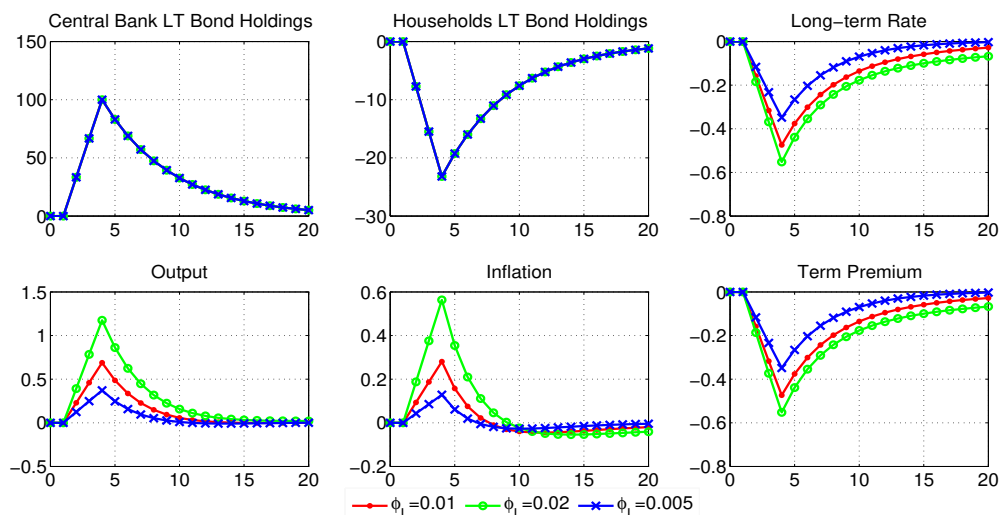 Central Bank LT Bond Holdings
150
100
50
0
0 5 10 15 20
Households LT Bond Holdings
0
−10
−20
−30
0 5 10 15 20
Long−term Rate
0
−0.2
−0.4
−0.6
−0.8
0 5 10 15 20
Output
1.5
1
0.5
0
−0.5
0 5 10 15 20
Inflation
0.6
0.4
0.2
0
−0.2
0 5 10 15 20
Term Premium
0
−0.2
−0.4
−0.6
−0.8
0 5 10 15 20
ϕL=0.01 ϕL=0.02 ϕL=0.005